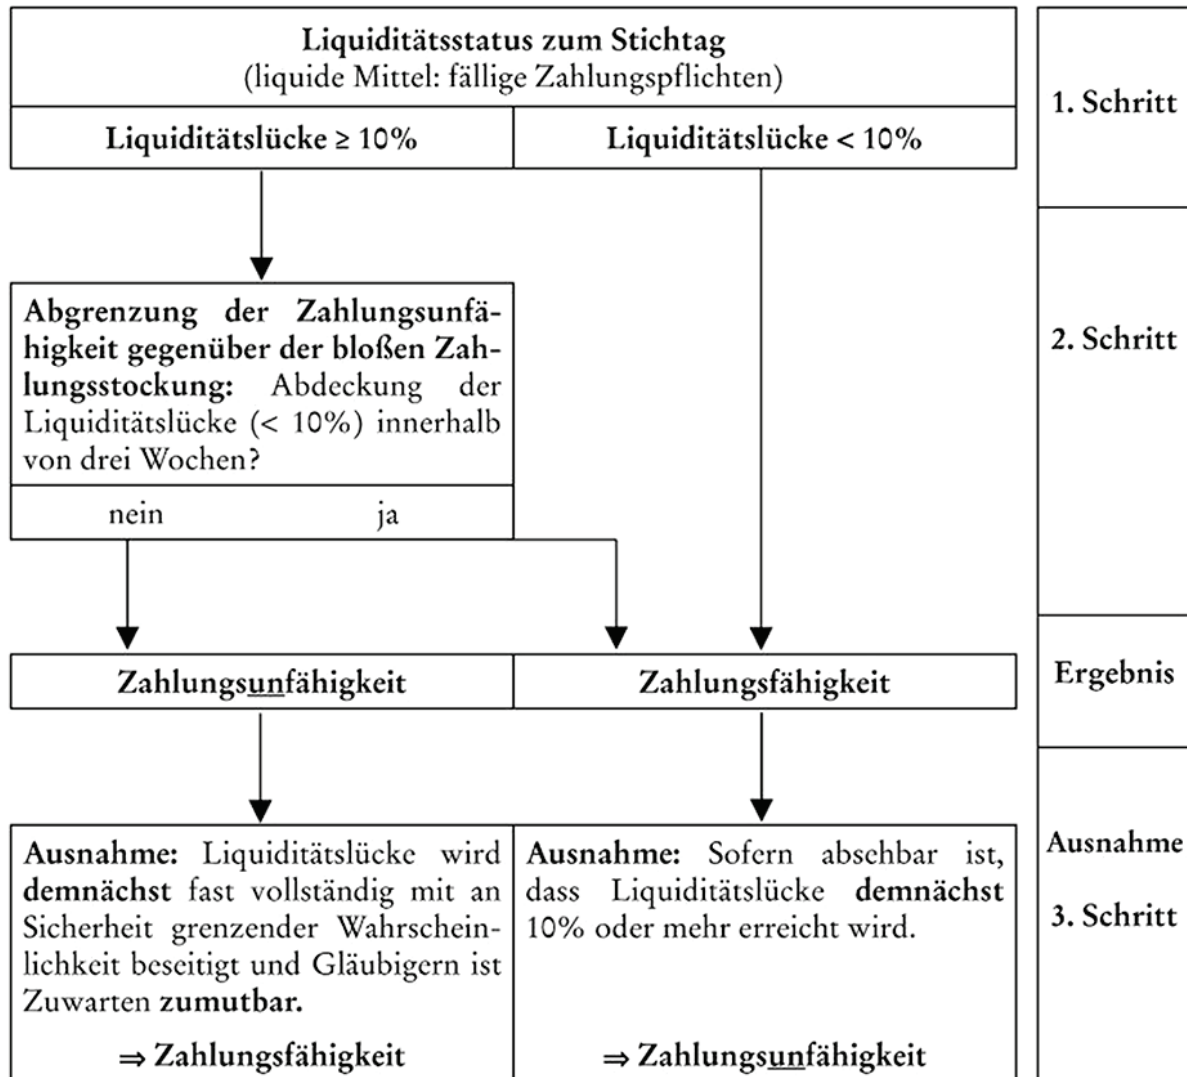 Liquiditätsstatus zum Stichtag
(liquide Mittel: fällige Zahlungspflichten)
Liquiditätslücke ≥ 10%
Liquiditätslücke < 10%
1. Schritt
Abgrenzung der Zahlungsunfä-
higkeit gegenüber der bloßen Zah-
lungsstockung: Abdeckung der
Liquiditätslücke (< 10%) innerhalb
von drei Wochen?
nein
ja
2. Schritt
Zahlungsunfähigkeit
Zahlungsfähigkeit
Ergebnis
Ausnahme: Liquiditätslücke wird
demnächst fast vollständig mit an
Sicherheit grenzender Wahrschein-
lichkeit beseitigt und Gläubigern ist
Zuwarten zumutbar.
⇒ Zahlungsfähigkeit
Ausnahme: Sofern absehbar ist,
dass Liquiditätslücke demnächst
10% oder mehr erreicht wird.
⇒ Zahlungsunfähigkeit
Ausnahme
3. Schritt